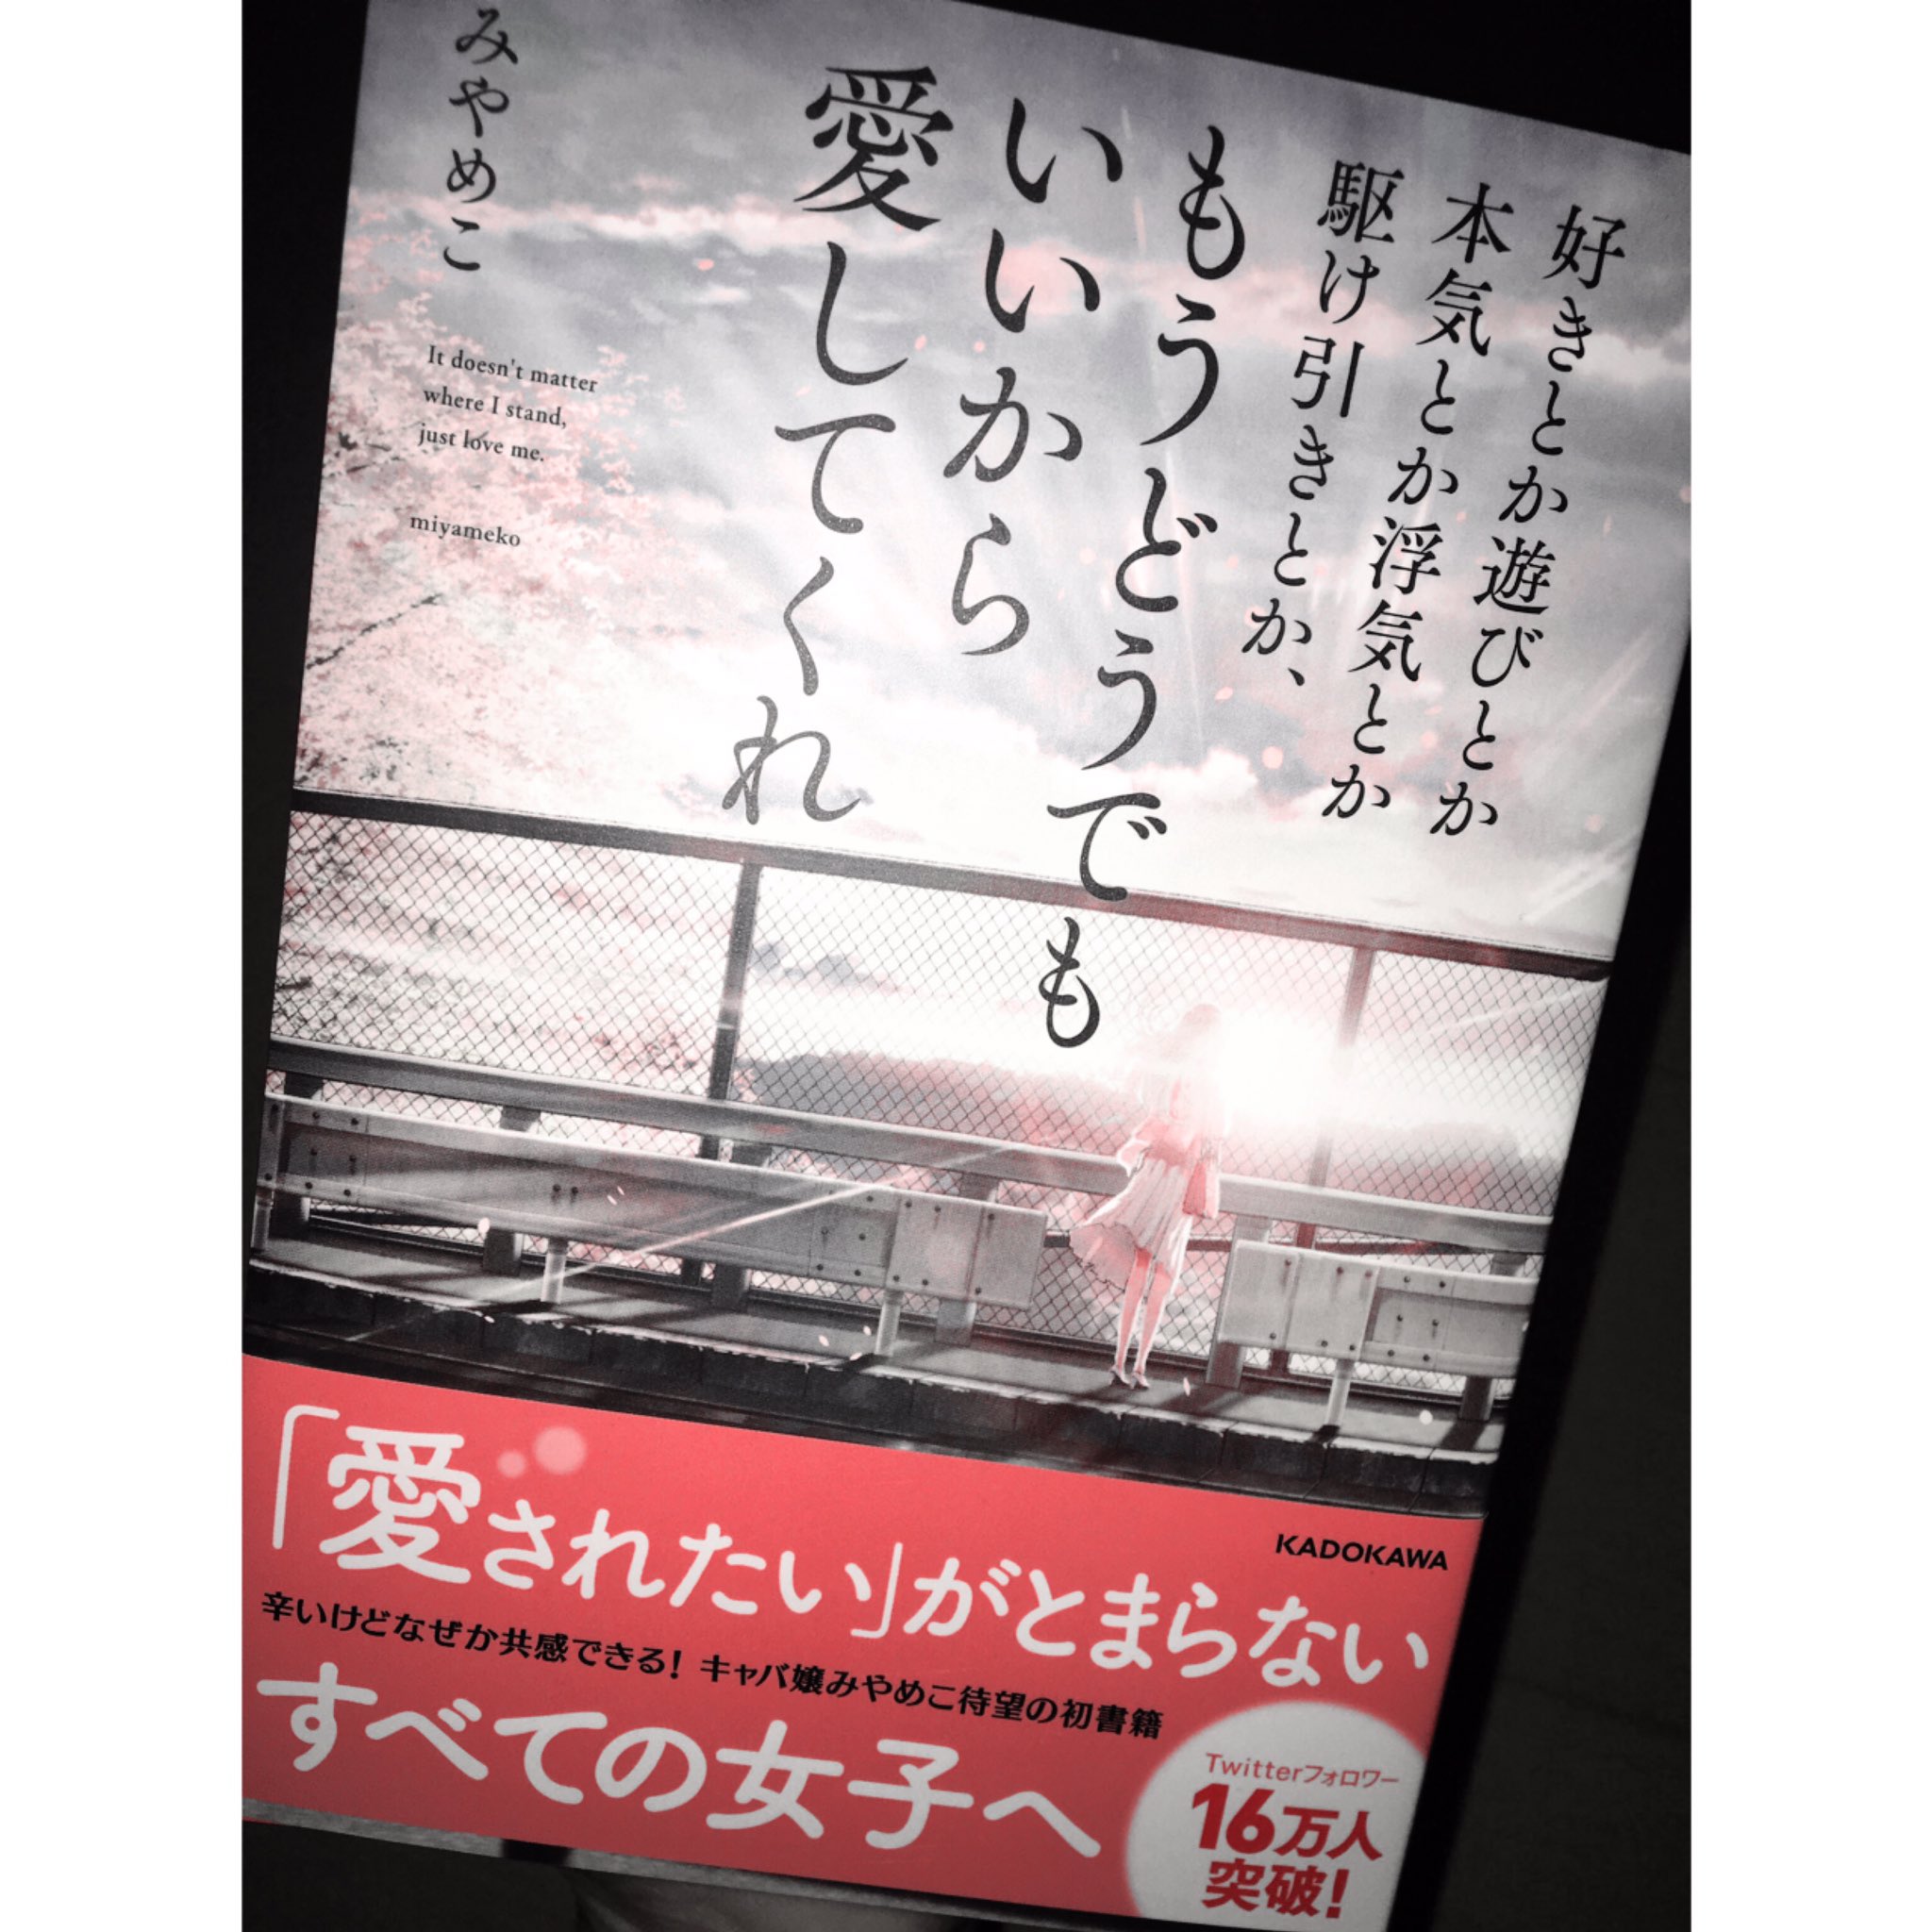 好きとか遊びとか
本気とか浮気とか
駆け引きとか、
もうどうでも
いいから
愛してくれ
みやめこ
It doesn't matter
where I stand,
just love me.
miyameko
KADOKAWA
「愛されたい」がとまらない
辛いけどなぜか共感できる！ キャバ嬢みやめこ待望の初書籍
すべての女子へ
Twitterフォロワー
16万人
突破！